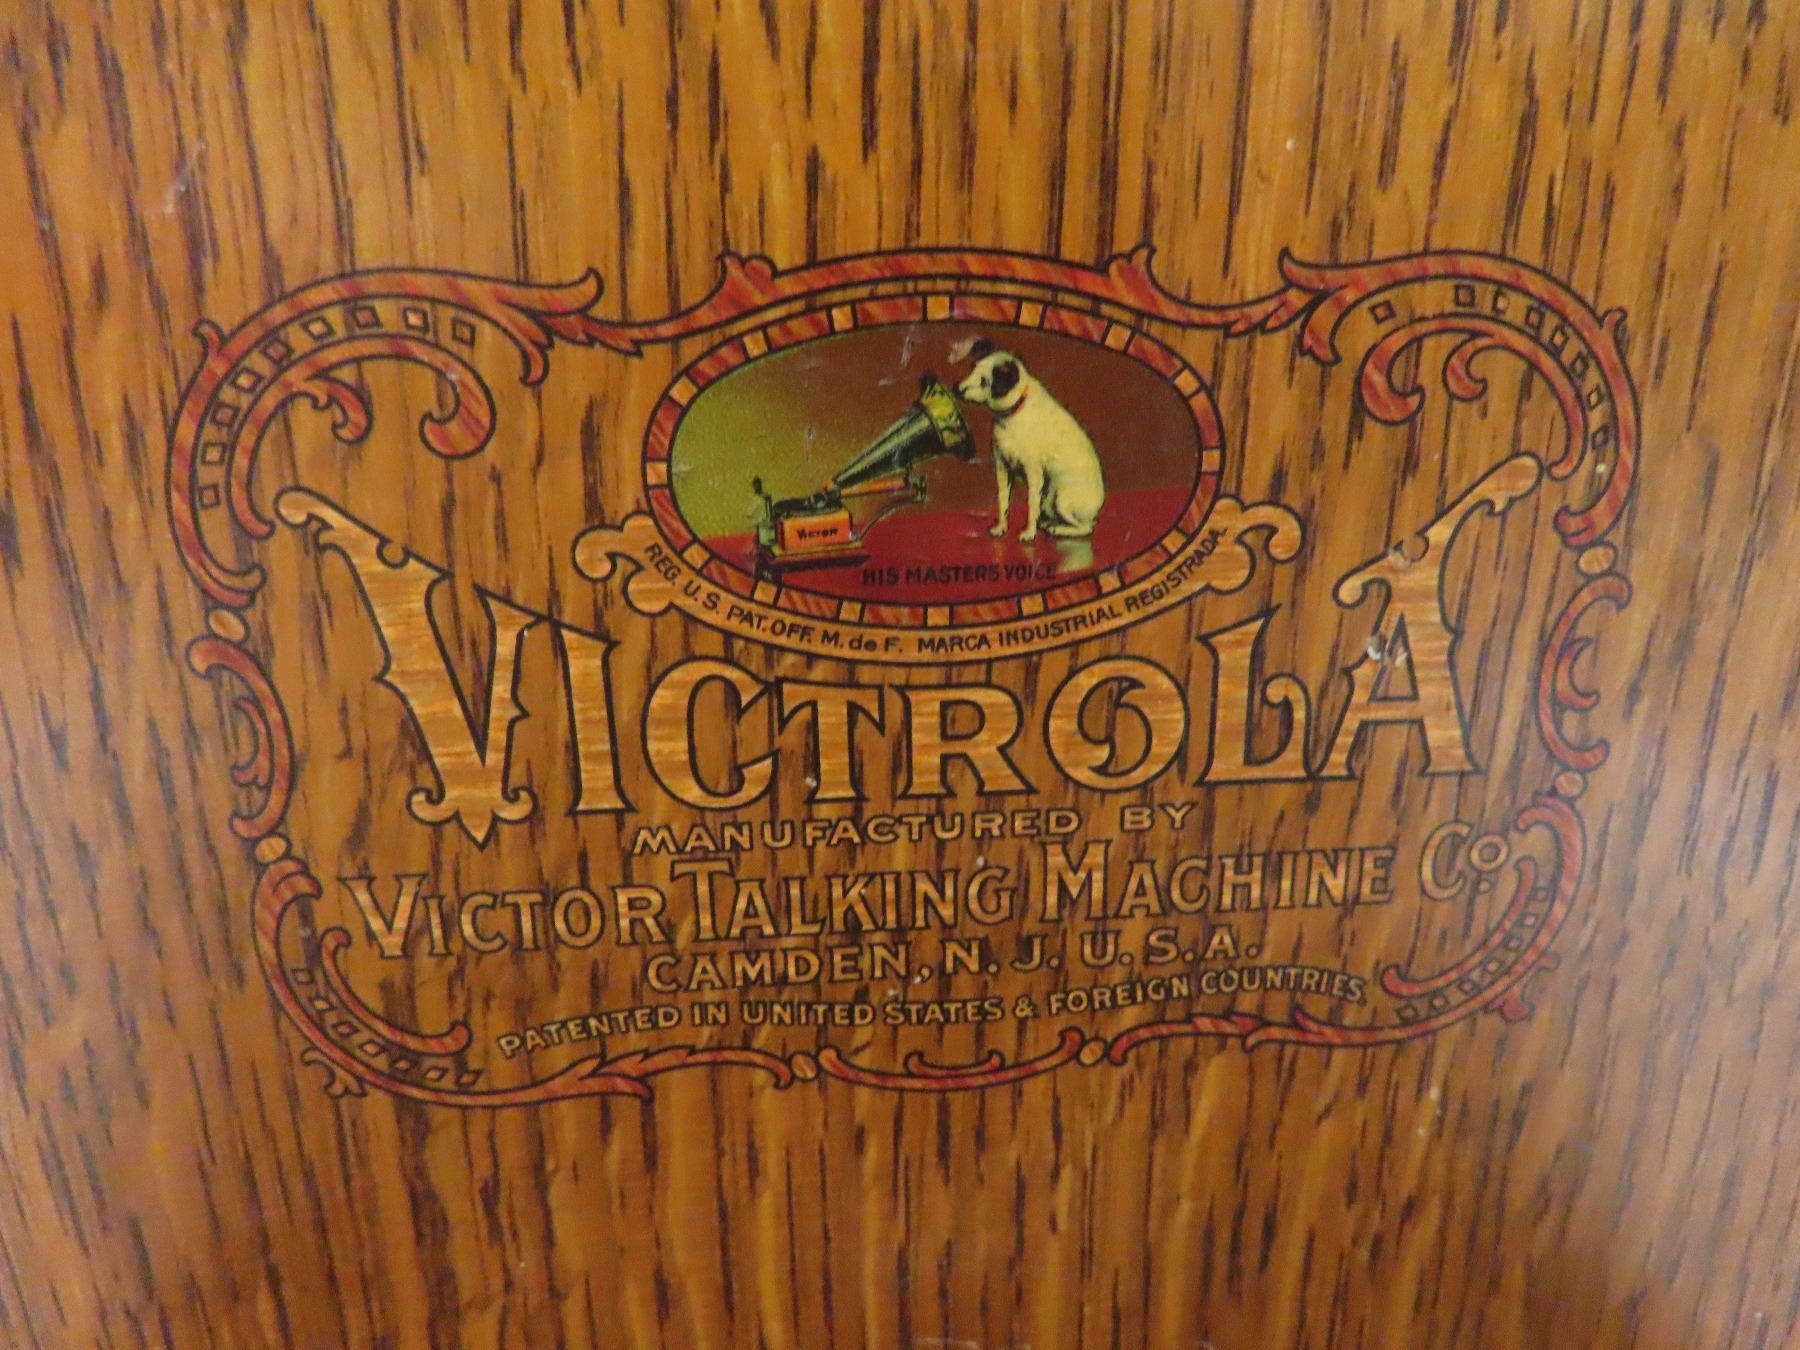 VICTOR
HIS MASTERS VOICE
REG. U.S. PAT. OFF. M. de F. MARCA INDUSTRIAL REGISTRADA.
VICTROLA
MANUFACTURED BY
VICTOR TALKING MACHINE Co.
CAMDEN, N. J. U. S. A.
PATENTED IN UNITED STATES & FOREIGN COUNTRIES.